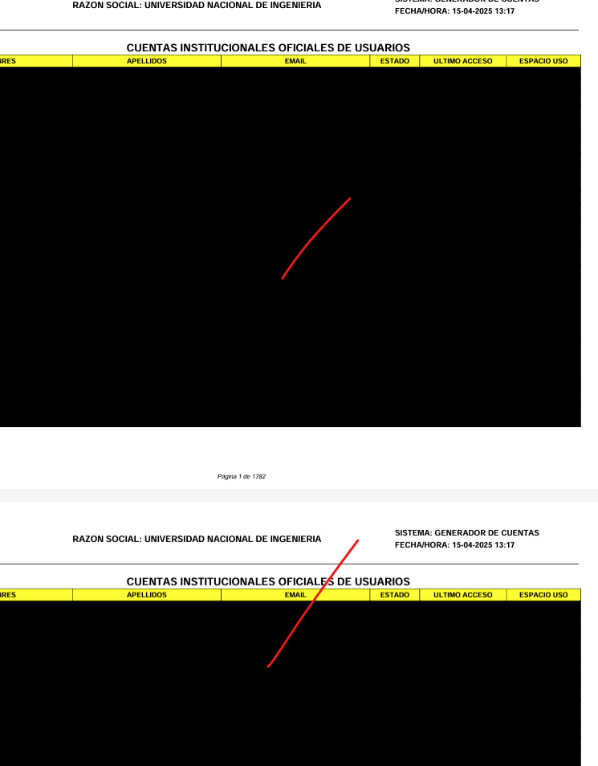 RAZON SOCIAL: UNIVERSIDAD NACIONAL DE INGENIERIA
SISTEMA: GENERADOR DE CUENTAS
FECHA/HORA: 15-04-2025 13:17
CUENTAS INSTITUCIONALES OFICIALES DE USUARIOS
BRES APELLIDOS EMAIL ESTADO ULTIMO ACCESO ESPACIO USO
Página 1 de 1782
RAZON SOCIAL: UNIVERSIDAD NACIONAL DE INGENIERIA
SISTEMA: GENERADOR DE CUENTAS
FECHA/HORA: 15-04-2025 13:17
CUENTAS INSTITUCIONALES OFICIALES DE USUARIOS
BRES APELLIDOS EMAIL ESTADO ULTIMO ACCESO ESPACIO USO